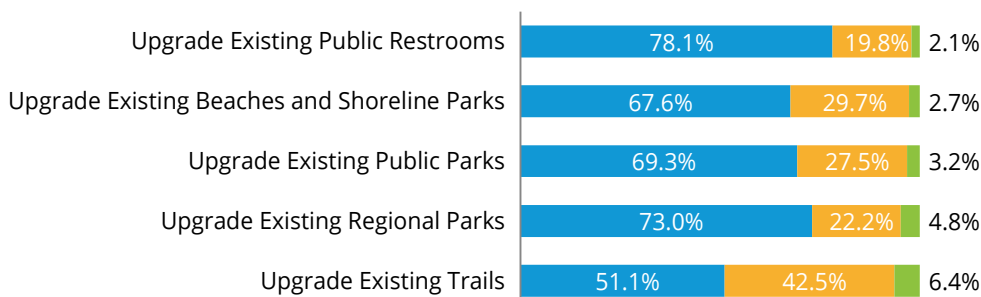 Upgrade Existing Public Restrooms 78.1% 19.8% 2.1%
Upgrade Existing Beaches and Shoreline Parks 67.6% 29.7% 2.7%
Upgrade Existing Public Parks 69.3% 27.5% 3.2%
Upgrade Existing Regional Parks 73.0% 22.2% 4.8%
Upgrade Existing Trails 51.1% 42.5% 6.4%